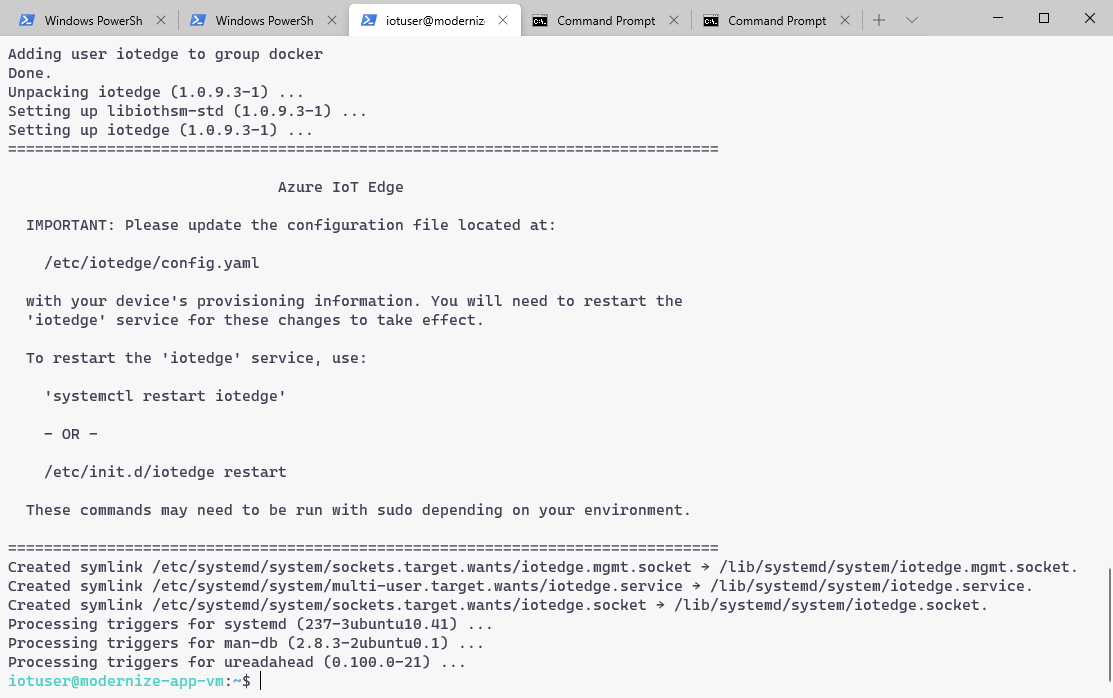 Windows PowerSh
Windows PowerSh
iotuser@moderniz
Command Prompt
Command Prompt
Adding user iotedge to group docker
Done.
Unpacking iotedge (1.0.9.3-1) ...
Setting up libiothsm-std (1.0.9.3-1) ...
Setting up iotedge (1.0.9.3-1) ...
===============================================================================
Azure IoT Edge
IMPORTANT: Please update the configuration file located at:
/etc/iotedge/config.yaml
with your device's provisioning information. You will need to restart the
'iotedge' service for these changes to take effect.
To restart the 'iotedge' service, use:
'systemctl restart iotedge'
- OR -
/etc/init.d/iotedge restart
These commands may need to be run with sudo depending on your environment.
===============================================================================
Created symlink /etc/systemd/system/sockets.target.wants/iotedge.mgmt.socket → /lib/systemd/system/iotedge.mgmt.socket.
Created symlink /etc/systemd/system/multi-user.target.wants/iotedge.service → /lib/systemd/system/iotedge.service.
Created symlink /etc/systemd/system/sockets.target.wants/iotedge.socket → /lib/systemd/system/iotedge.socket.
Processing triggers for systemd (237-3ubuntu10.41) ...
Processing triggers for man-db (2.8.3-2ubuntu0.1) ...
Processing triggers for ureadahead (0.100.0-21) ...
iotuser@modernize-app-vm:~$